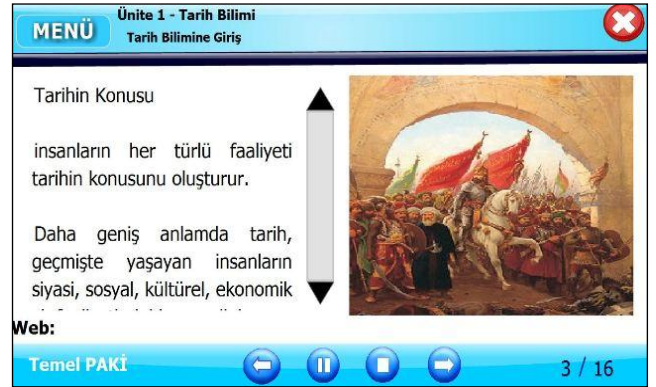 MENÜ
Ünite 1 - Tarih Bilimi
Tarih Bilimine Giriş
Tarihin Konusu
insanların her türlü faaliyeti
tarihin konusunu oluşturur.
Daha geniş anlamda tarih,
geçmişte yaşayan insanların
siyasi, sosyal, kültürel, ekonomik
Web:
Temel PAKİ
3 / 16